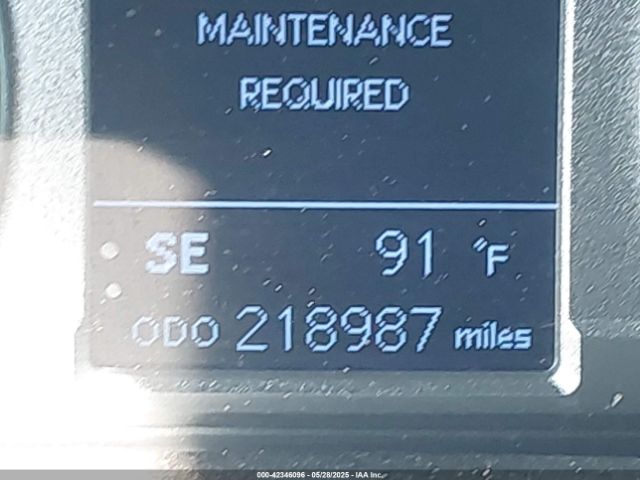 MAINTENANCE
REQUIRED
SE 91 °F
ODO 218987 miles
000-42346096 - 05/28/2025 - IAA Inc.